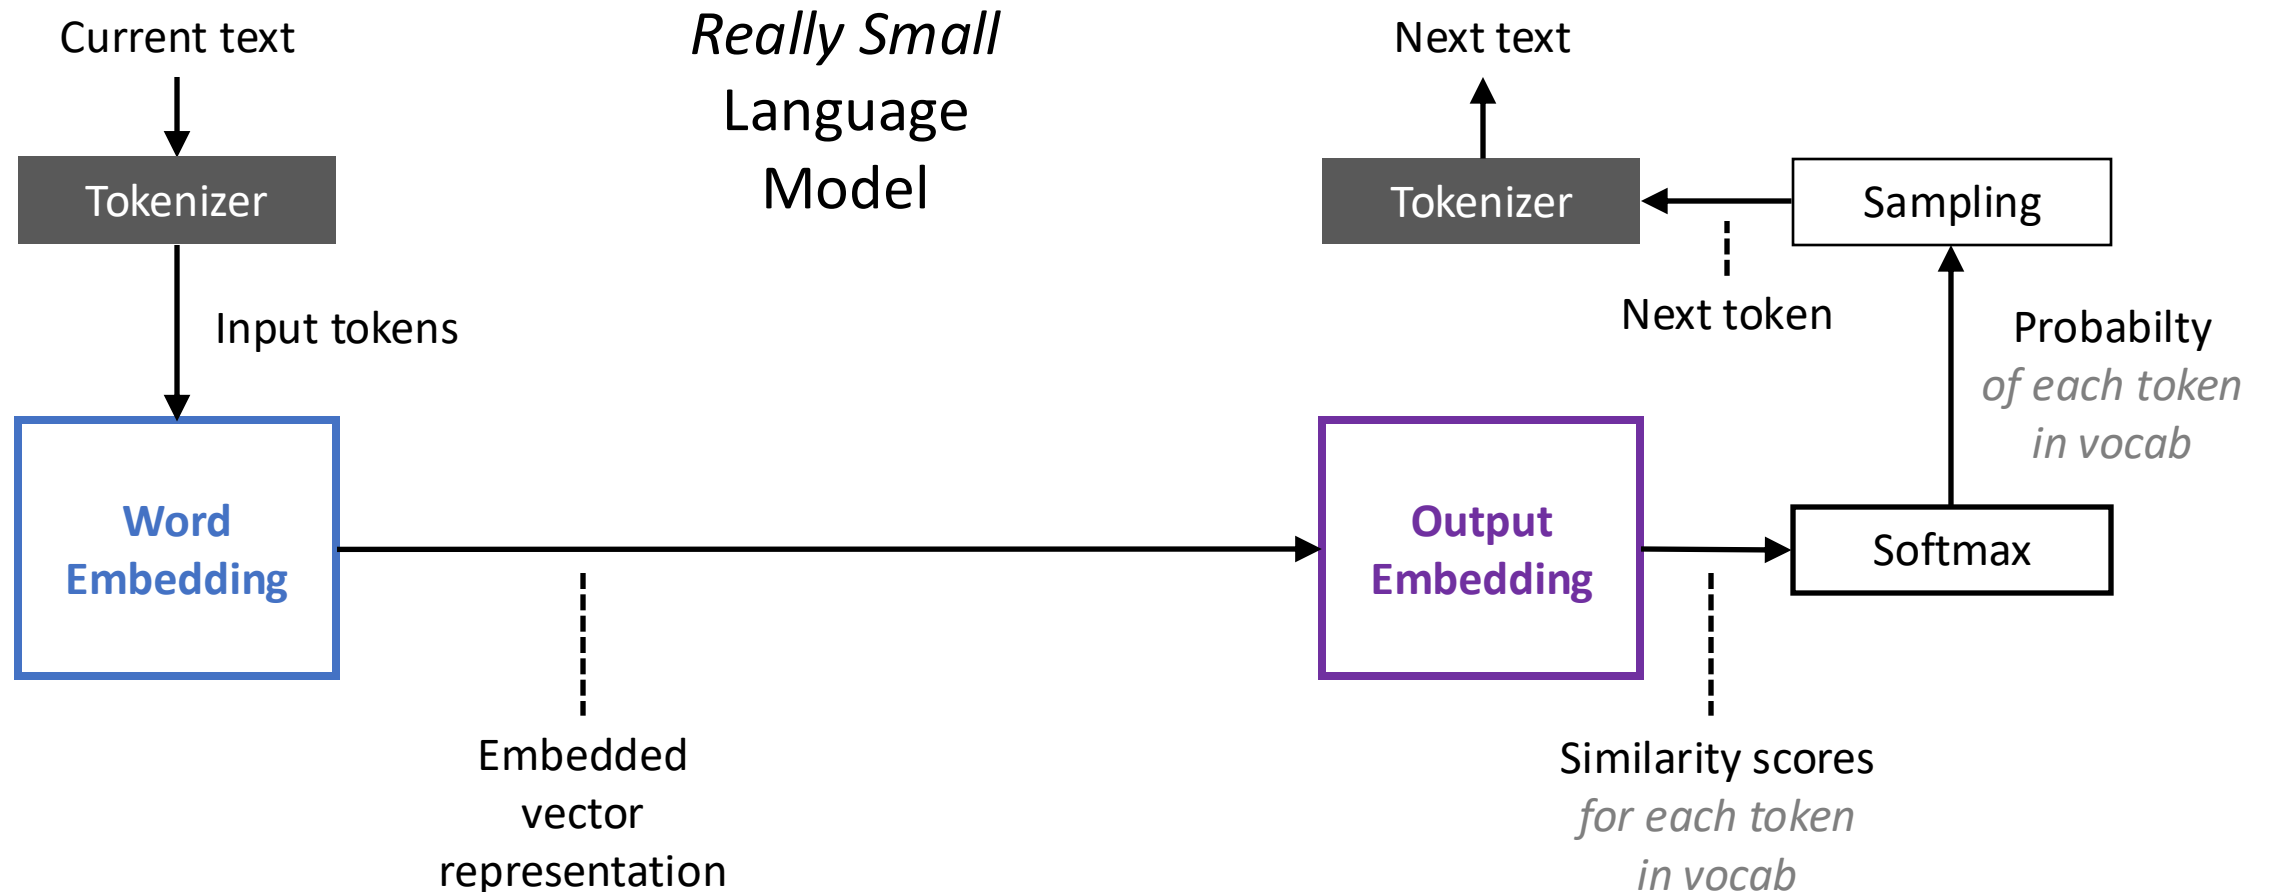 Current text
Really Small
Language
Model
Next text
Tokenizer
Tokenizer
Sampling
Input tokens
Next token
Probabilty
of each token
in vocab
Word
Embedding
Output
Embedding
Softmax
Embedded
vector
representation
Similarity scores
for each token
in vocab